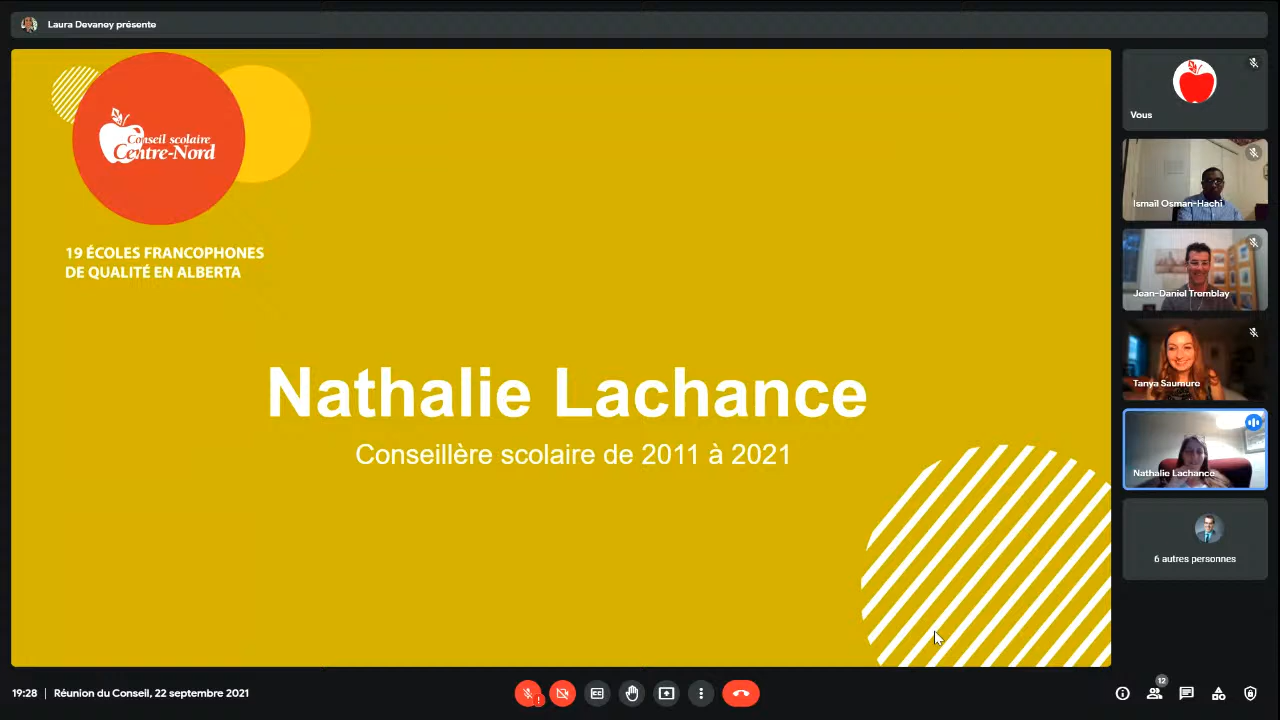 Laura Devaney présente
Conseil scolaire
Centre-Nord
19 ÉCOLES FRANCOPHONES
DE QUALITÉ EN ALBERTA
Nathalie Lachance
Conseillère scolaire de 2011 à 2021
Vous
Ismaïl Osman-Hachi
Jean-Daniel Tremblay
Tanya Saumure
Nathalie Lachance
6 autres personnes
19:28 | Réunion du Conseil, 22 septembre 2021
CC
12